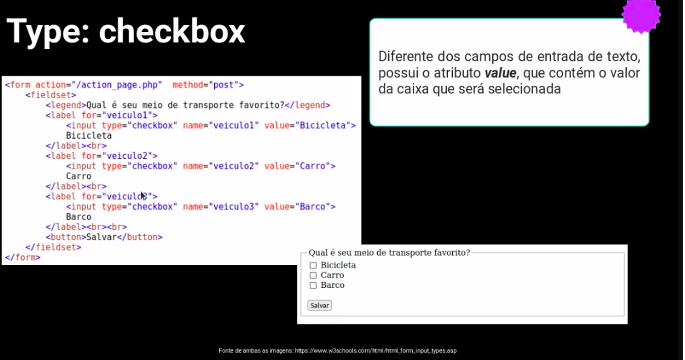 Type: checkbox
Diferente dos campos de entrada de texto,
possui o atributo value, que contém o valor
da caixa que será selecionada
<form action="/action_page.php" method="post">
<fieldset>
<legend>Qual é seu meio de transporte favorito?</legend>
<label for="veiculo1">
<input type="checkbox" name="veiculo1" value="Bicicleta">
Bicicleta
</label><br>
<label for="veiculo2">
<input type="checkbox" name="veiculo2" value="Carro">
Carro
</label><br>
<label for="veiculo3">
<input type="checkbox" name="veiculo3" value="Barco">
Barco
</label><br><br>
<button>Salvar</button>
</fieldset>
</form>
Qual é seu meio de transporte favorito?
Bicicleta
Carro
Barco
Salvar
Fonte de ambas as imagens: https://www.w3schools.com/html/html_form_input_types.asp